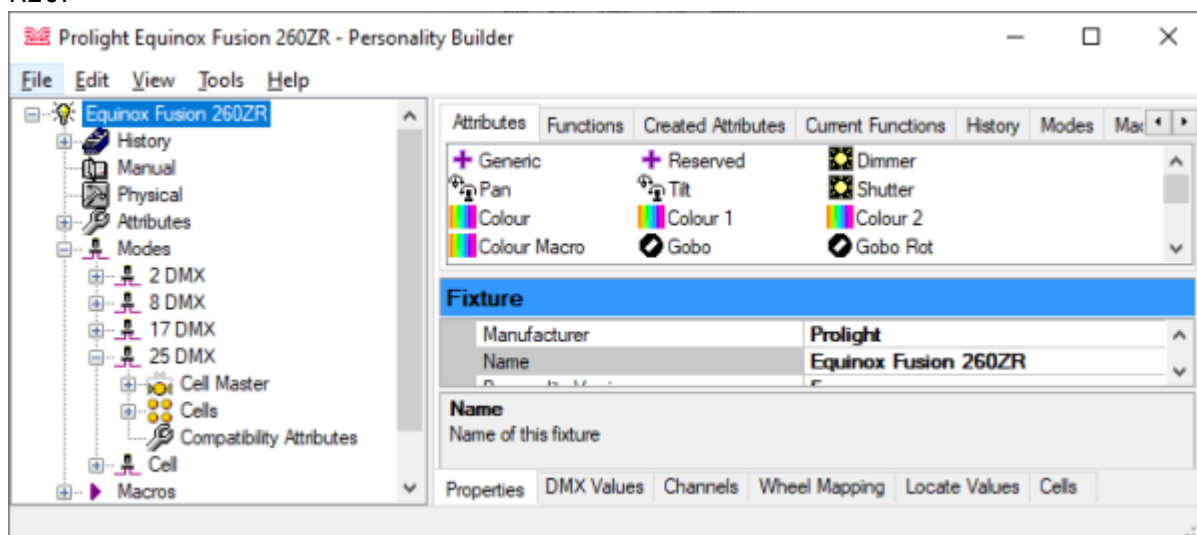 Prolight Equinox Fusion 260ZR - Personality Builder
File Edit View Tools Help
Equinox Fusion 260ZR
History
Manual
Physical
Attributes
Modes
2 DMX
8 DMX
17 DMX
25 DMX
Cell Master
Cells
Compatibility Attributes
Cell
Macros
Attributes Functions Created Attributes Current Functions History Modes
Generic Reserved Dimmer
Pan Tilt Shutter
Colour Colour 1 Colour 2
Colour Macro Gobo Gobo Rot
Fixture
Manufacturer Prolight
Name Equinox Fusion 260ZR
Name
Name of this fixture
Properties DMX Values Channels Wheel Mapping Locate Values Cells